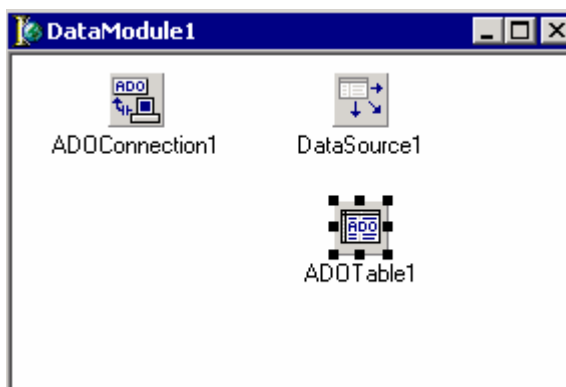 DataModule1
ADO
ADOConnection1
DataSource1
ADO
ADOTable1